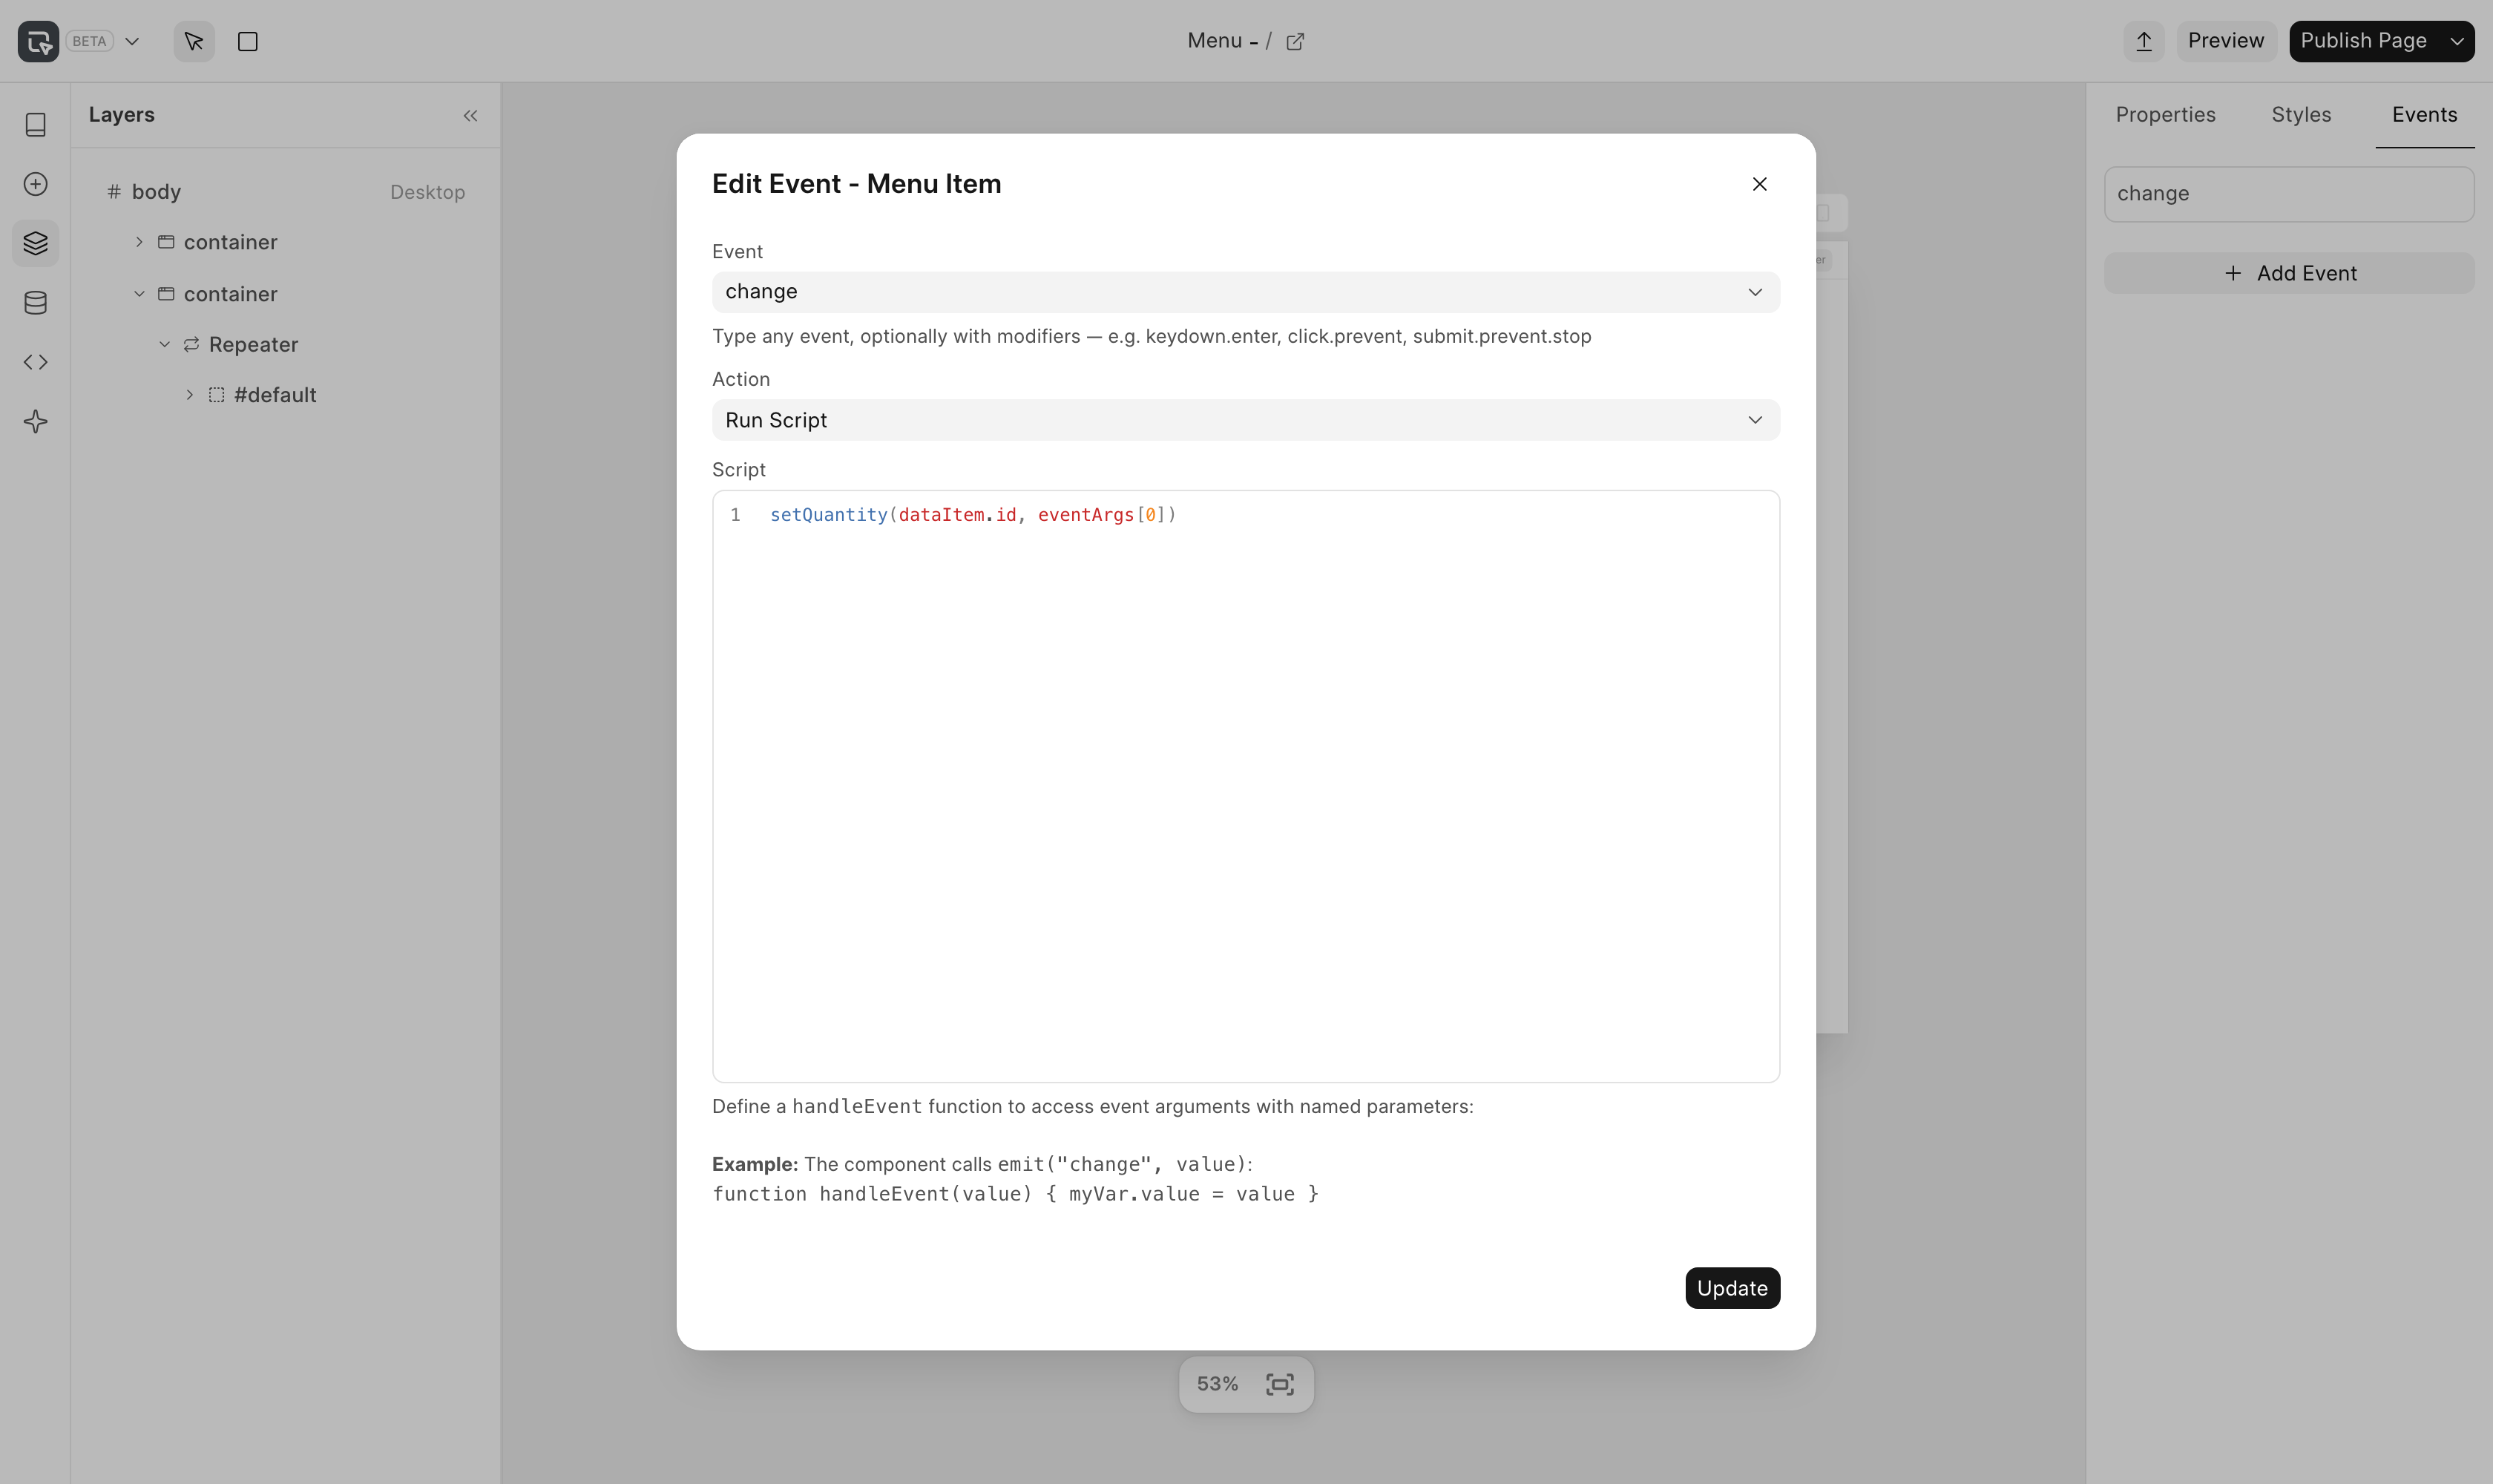 BETA
Menu - /
Preview
Publish Page
Layers
# body
Desktop
container
container
Repeater
#default
Properties
Styles
Events
change
Add Event
Edit Event - Menu Item
Event
change
Type any event, optionally with modifiers — e.g. keydown.enter, click.prevent, submit.prevent.stop
Action
Run Script
Script
1 setQuantity(dataItem.id, eventArgs[0])
Define a handleEvent function to access event arguments with named parameters:
Example: The component calls emit("change", value):
function handleEvent(value) { myVar.value = value }
Update
53%